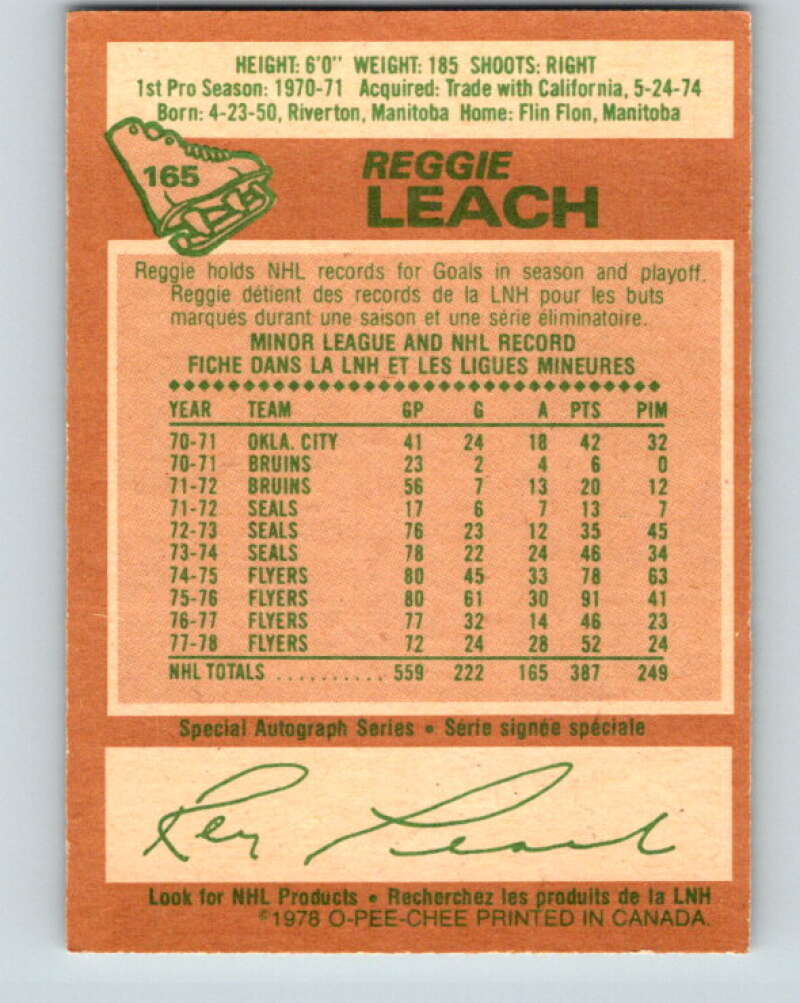 HEIGHT: 6'0" WEIGHT: 185 SHOOTS: RIGHT
1st Pro Season: 1970-71 Acquired: Trade with California, 5-24-74
Born: 4-23-50, Riverton, Manitoba Home: Flin Flon, Manitoba
165
REGGIE
LEACH
Reggie holds NHL records for Goals in season and playoff.
Reggie détient des records de la LNH pour les buts
marqués durant une saison et une série éliminatoire.
MINOR LEAGUE AND NHL RECORD
FICHE DANS LA LNH ET LES LIGUES MINEURES
YEAR TEAM GP G A PTS PIM
70-71 OKLA. CITY 41 24 18 42 32
70-71 BRUINS 23 2 4 6 0
71-72 BRUINS 56 7 13 20 12
71-72 SEALS 17 6 7 13 7
72-73 SEALS 76 23 12 35 45
73-74 SEALS 78 22 24 46 34
74-75 FLYERS 80 45 33 78 63
75-76 FLYERS 80 61 30 91 41
76-77 FLYERS 77 32 14 46 23
77-78 FLYERS 72 24 28 52 24
NHL TOTALS .......... 559 222 165 387 249
Special Autograph Series • Série signée spéciale
Reg Leach
Look for NHL Products • Recherchez les produits de la LNH
©1978 O-PEE-CHEE PRINTED IN CANADA.